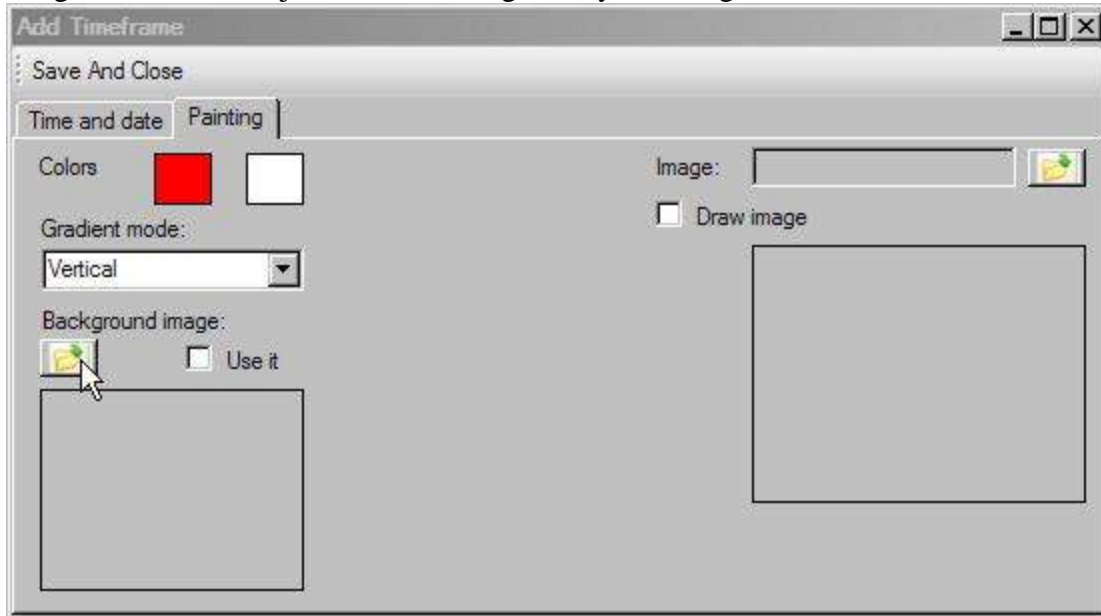 Add Timeframe
Save And Close
Time and date
Painting
Colors
Gradient mode:
Vertical
Background image:
Use it
Image:
Draw image